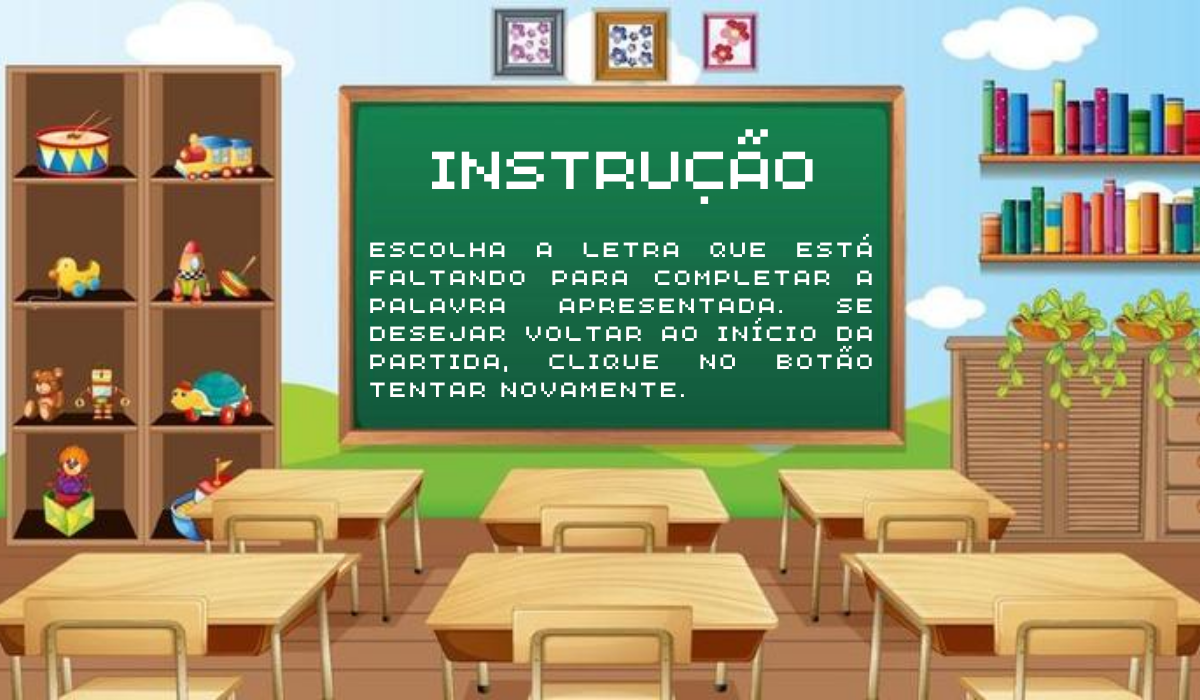 INSTRUÇÃO
ESCOLHA A LETRA QUE ESTÁ
FALTANDO PARA COMPLETAR A
PALAVRA APRESENTADA. SE
DESEJAR VOLTAR AO INÍCIO DA
PARTIDA, CLIQUE NO BOTÃO
TENTAR NOVAMENTE.